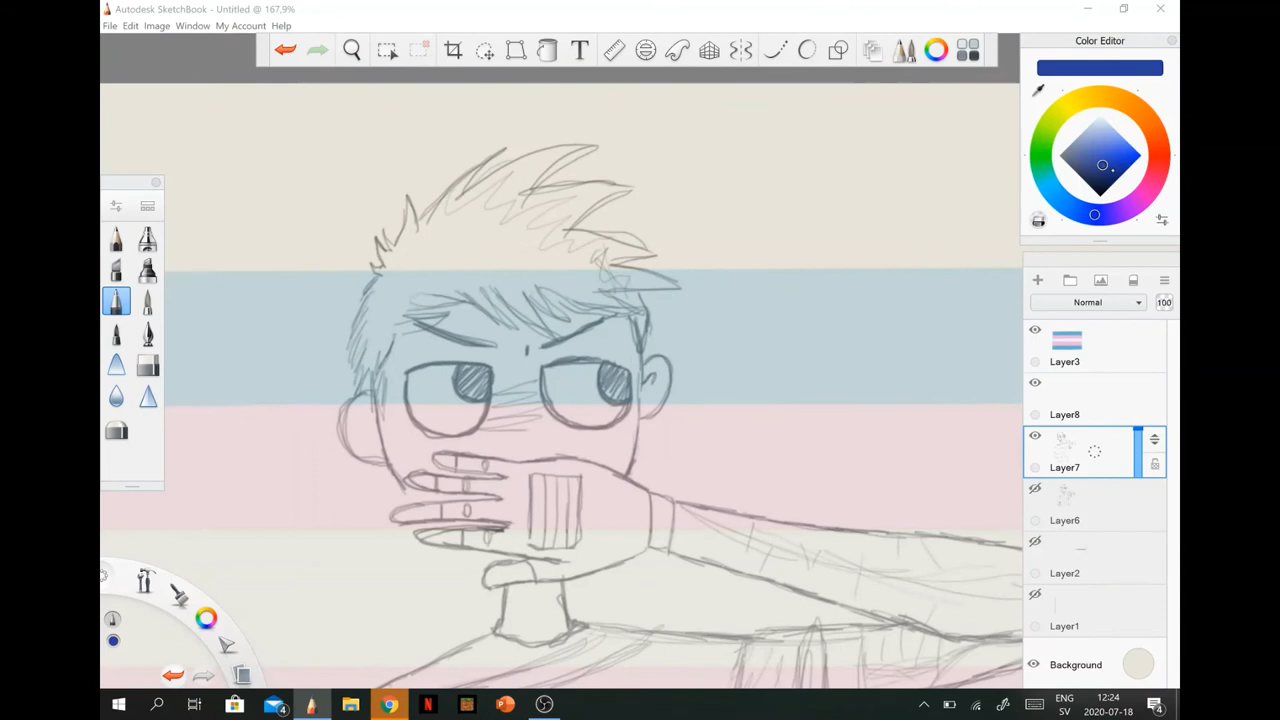 Autodesk SketchBook - Untitled @ 167,9%
File Edit Image Window My Account Help
Color Editor
Normal 100
Layer3
Layer8
Layer7
Layer6
Layer2
Layer1
Background
ENG 12:24
SV 2020-07-18